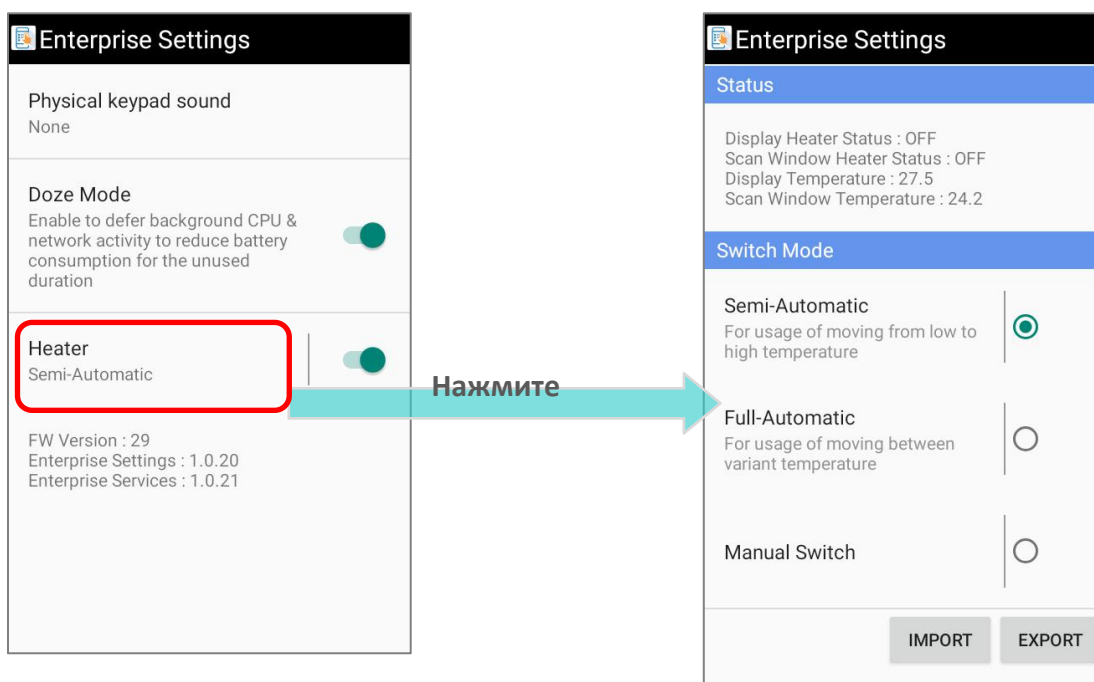 Enterprise Settings
Physical keypad sound
None
Doze Mode
Enable to defer background CPU &
network activity to reduce battery
consumption for the unused
duration
Heater
Semi-Automatic
FW Version : 29
Enterprise Settings : 1.0.20
Enterprise Services : 1.0.21
Нажмите
Enterprise Settings
Status
Display Heater Status : OFF
Scan Window Heater Status : OFF
Display Temperature : 27.5
Scan Window Temperature : 24.2
Switch Mode
Semi-Automatic
For usage of moving from low to
high temperature
Full-Automatic
For usage of moving between
variant temperature
Manual Switch
IMPORT EXPORT